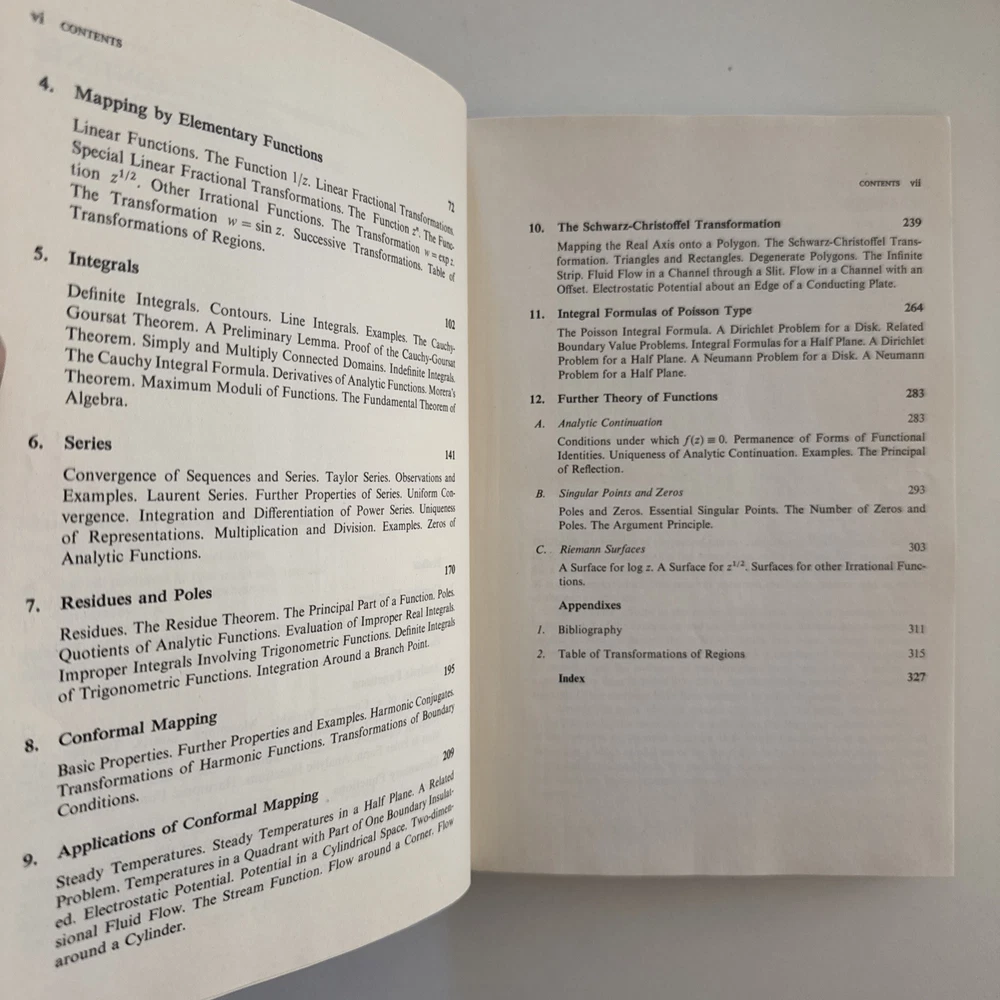 vi CONTENTS
4. Mapping by Elementary Functions 72
Linear Functions. The Function 1/z. Linear Fractional Transformations.
Special Linear Fractional Transformations. The Function zⁿ. The Func-
tion z^1/2. Other Irrational Functions. The Transformation w = exp z.
The Transformation w = sin z. Successive Transformations. Table of
Transformations of Regions.
5. Integrals 102
Definite Integrals. Contours. Line Integrals. Examples. The Cauchy-
Goursat Theorem. A Preliminary Lemma. Proof of the Cauchy-Goursat
Theorem. Simply and Multiply Connected Domains. Indefinite Integrals.
The Cauchy Integral Formula. Derivatives of Analytic Functions. Morera's
Theorem. Maximum Moduli of Functions. The Fundamental Theorem of
Algebra.
6. Series 141
Convergence of Sequences and Series. Taylor Series. Observations and
Examples. Laurent Series. Further Properties of Series. Uniform Con-
vergence. Integration and Differentiation of Power Series. Uniqueness
of Representations. Multiplication and Division. Examples. Zeros of
Analytic Functions.
7. Residues and Poles 170
Residues. The Residue Theorem. The Principal Part of a Function. Poles.
Quotients of Analytic Functions. Evaluation of Improper Real Integrals.
Improper Integrals Involving Trigonometric Functions. Definite Integrals
of Trigonometric Functions. Integration Around a Branch Point.
8. Conformal Mapping 195
Basic Properties. Further Properties and Examples. Harmonic Conjugates.
Transformations of Harmonic Functions. Transformations of Boundary
Conditions.
9. Applications of Conformal Mapping 209
Steady Temperatures. Steady Temperatures in a Half Plane. A Related
Problem. Temperatures in a Quadrant with Part of One Boundary Insulat-
ed. Electrostatic Potential. Potential in a Cylindrical Space. Two-dimen-
sional Fluid Flow. The Stream Function. Flow around a Corner. Flow
around a Cylinder.
CONTENTS vii
10. The Schwarz-Christoffel Transformation 239
Mapping the Real Axis onto a Polygon. The Schwarz-Christoffel Trans-
formation. Triangles and Rectangles. Degenerate Polygons. The Infinite
Strip. Fluid Flow in a Channel through a Slit. Flow in a Channel with an
Offset. Electrostatic Potential about an Edge of a Conducting Plate.
11. Integral Formulas of Poisson Type 264
The Poisson Integral Formula. A Dirichlet Problem for a Disk. Related
Boundary Value Problems. Integral Formulas for a Half Plane. A Dirichlet
Problem for a Half Plane. A Neumann Problem for a Disk. A Neumann
Problem for a Half Plane.
12. Further Theory of Functions 283
A. Analytic Continuation 283
Conditions under which f(z) ≡ 0. Permanence of Forms of Functional
Identities. Uniqueness of Analytic Continuation. Examples. The Principal
of Reflection.
B. Singular Points and Zeros 293
Poles and Zeros. Essential Singular Points. The Number of Zeros and
Poles. The Argument Principle.
C. Riemann Surfaces 303
A Surface for log z. A Surface for z^1/2. Surfaces for other Irrational Func-
tions.
Appendixes
1. Bibliography 311
2. Table of Transformations of Regions 315
Index 327